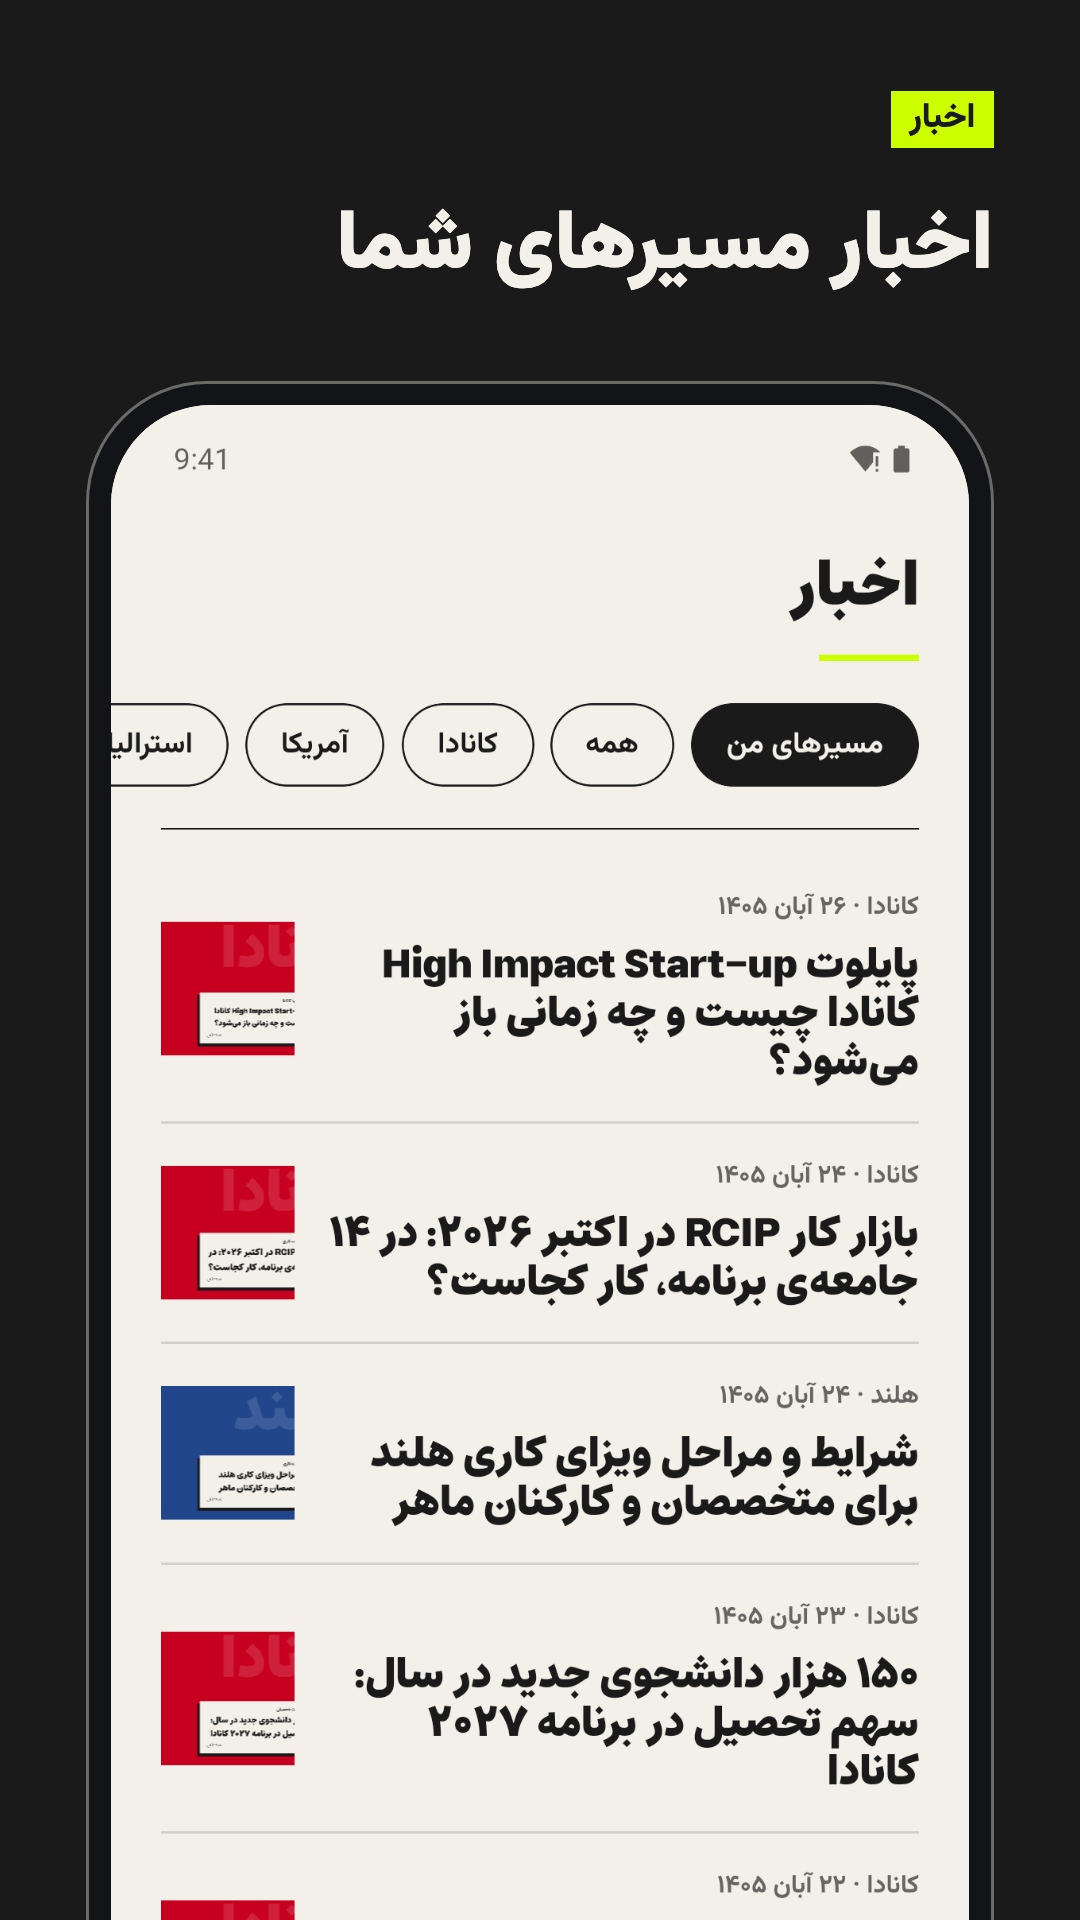 اخبار
اخبار مسیرهای شما
9:41
اخبار
مسیرهای من
همه
کانادا
آمریکا
استرالیا
کانادا · ۲۶ آبان ۱۴۰۵
پایلوت High Impact Start-up
کانادا چیست و چه زمانی باز
می‌شود؟
کانادا · ۲۴ آبان ۱۴۰۵
بازار کار RCIP در اکتبر ۲۰۲۶: در ۱۴
جامعه‌ی برنامه، کار کجاست؟
هلند · ۲۴ آبان ۱۴۰۵
شرایط و مراحل ویزای کاری هلند
برای متخصصان و کارکنان ماهر
کانادا · ۲۳ آبان ۱۴۰۵
۱۵۰ هزار دانشجوی جدید در سال:
سهم تحصیل در برنامه ۲۰۲۷
کانادا
کانادا · ۲۲ آبان ۱۴۰۵